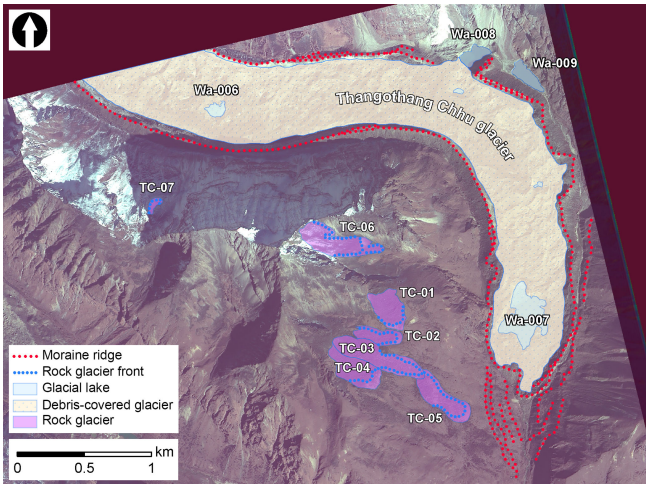 Wa-008
Wa-009
Wa-006
Thangothang Chhu glacier
TC-07
TC-06
TC-01
TC-02
TC-03
TC-04
TC-05
Wa-007
Moraine ridge
Rock glacier front
Glacial lake
Debris-covered glacier
Rock glacier
km
0 0.5 1